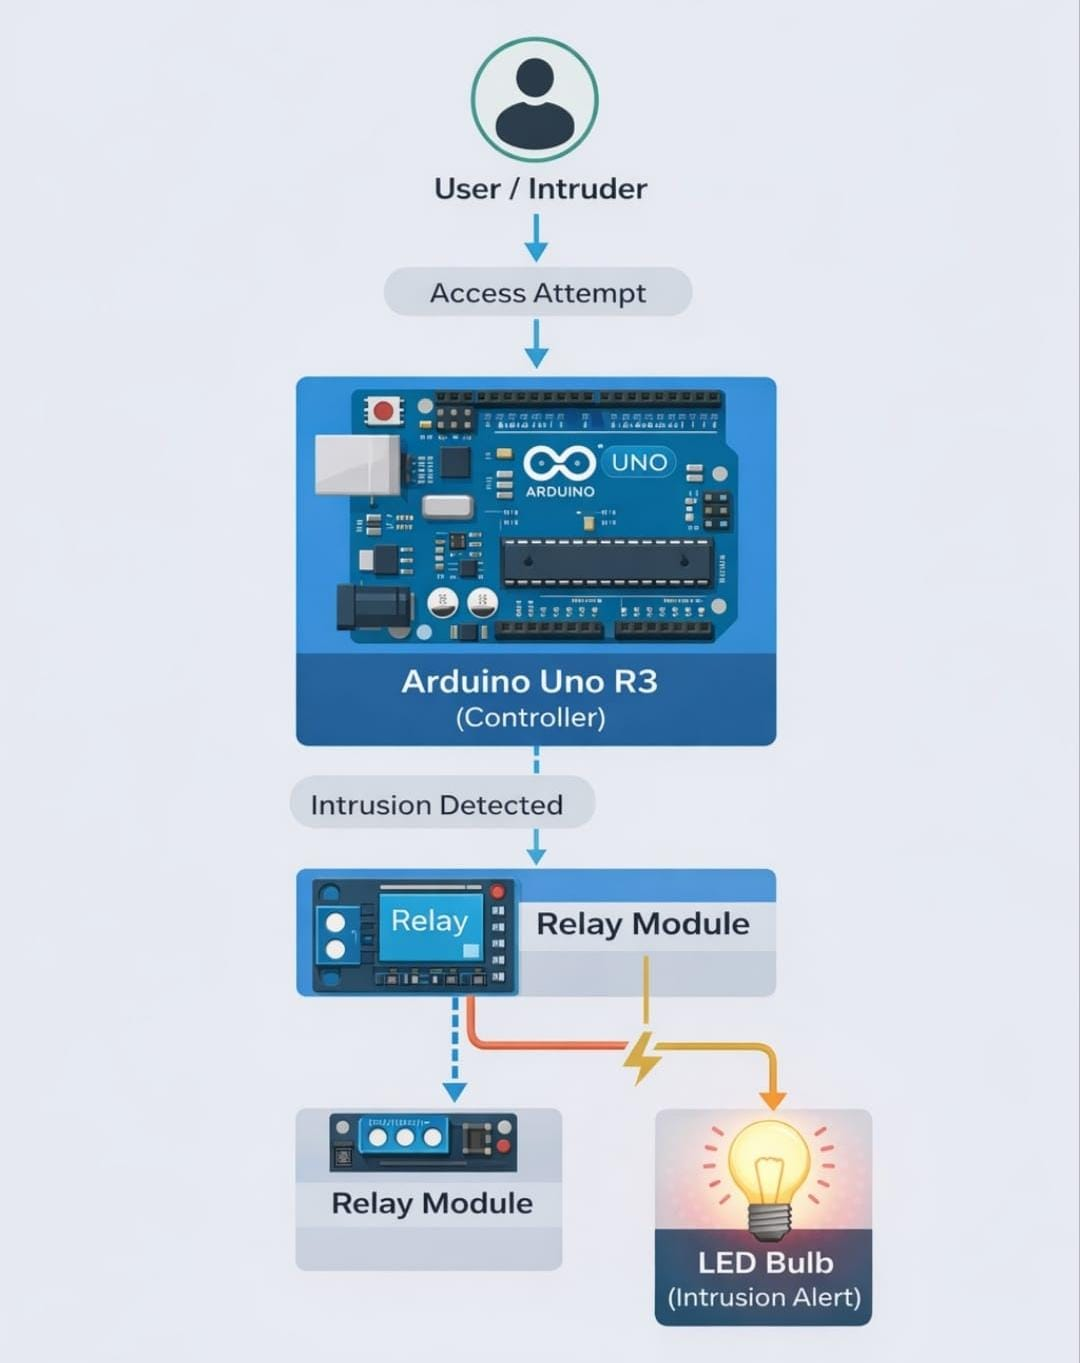 User / Intruder
Access Attempt
UNO
ARDUINO
Arduino Uno R3
(Controller)
Intrusion Detected
Relay
Relay Module
Relay Module
LED Bulb
(Intrusion Alert)